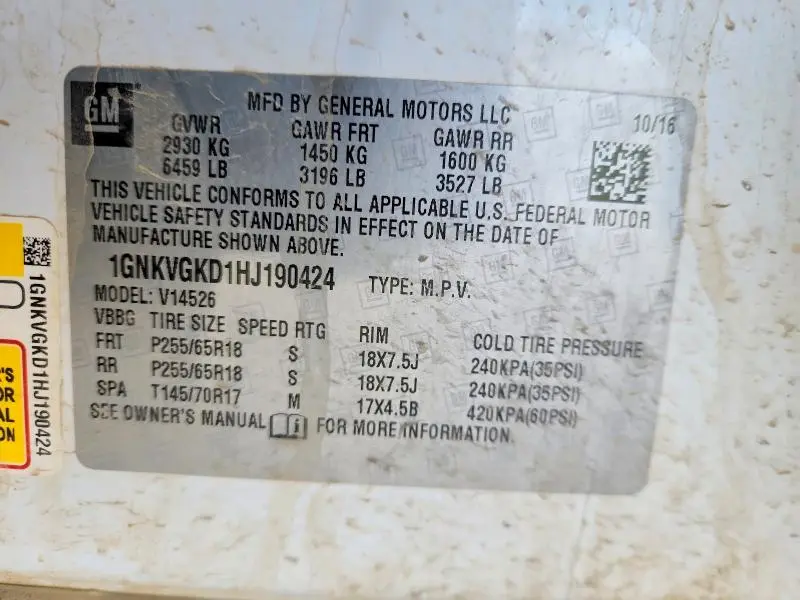 GM
MFD BY GENERAL MOTORS LLC
10/16
GVWR GAWR FRT GAWR RR
2930 KG 1450 KG 1600 KG
6459 LB 3196 LB 3527 LB
THIS VEHICLE CONFORMS TO ALL APPLICABLE U.S. FEDERAL MOTOR
VEHICLE SAFETY STANDARDS IN EFFECT ON THE DATE OF
MANUFACTURE SHOWN ABOVE.
1GNKVGKD1HJ190424 TYPE: M.P.V.
MODEL: V14526
VBBG TIRE SIZE SPEED RTG RIM COLD TIRE PRESSURE
FRT P255/65R18 S 18X7.5J 240KPA(35PSI)
RR P255/65R18 S 18X7.5J 240KPA(35PSI)
SPA T145/70R17 M 17X4.5B 420KPA(60PSI)
SEE OWNER'S MANUAL FOR MORE INFORMATION.
1GNKVGKD1HJ190424